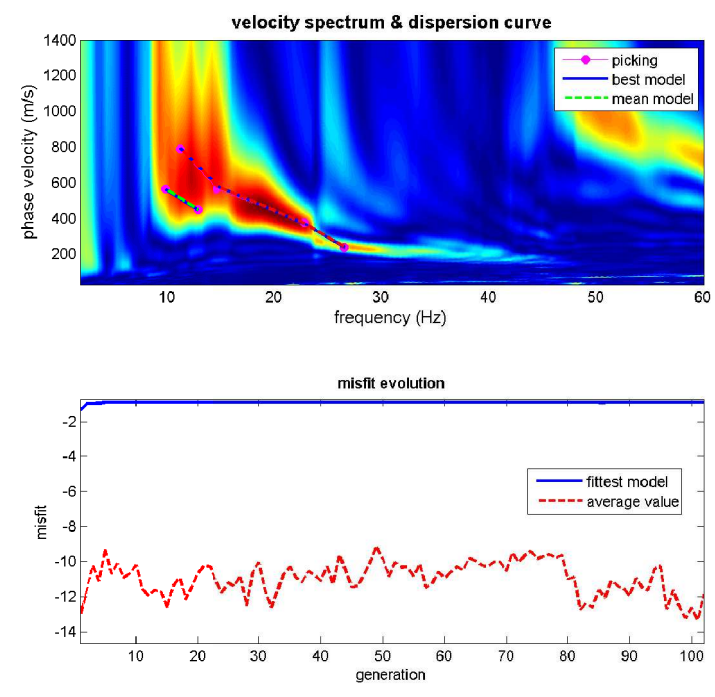 velocity spectrum & dispersion curve
1400
1200
1000
800
600
400
200
phase velocity (m/s)
picking
best model
mean model
10 20 30 40 50 60
frequency (Hz)
misfit evolution
-2
-4
-6
-8
-10
-12
-14
misfit
fittest model
average value
10 20 30 40 50 60 70 80 90 100
generation